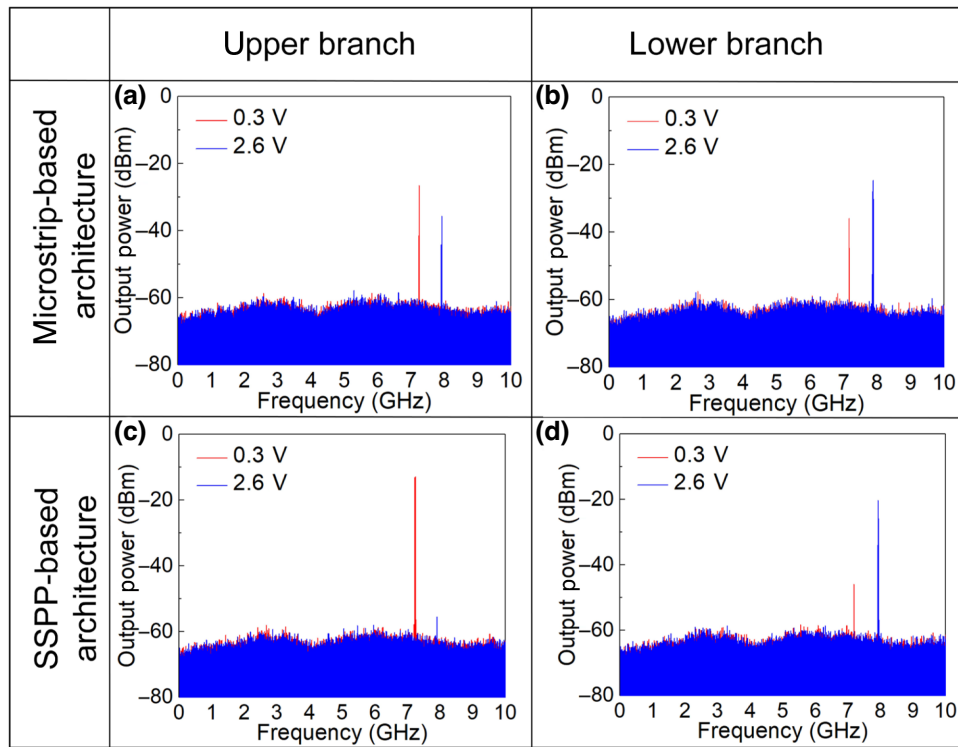 Upper branch
Lower branch
Microstrip-based
architecture
(a)
0.3 V
2.6 V
Output power (dBm)
0
−20
−40
−60
−80
0 1 2 3 4 5 6 7 8 9 10
Frequency (GHz)
(b)
0.3 V
2.6 V
Output power (dBm)
0
−20
−40
−60
−80
0 1 2 3 4 5 6 7 8 9 10
Frequency (GHz)
SSPP-based
architecture
(c)
0.3 V
2.6 V
Output power (dBm)
0
−20
−40
−60
−80
0 1 2 3 4 5 6 7 8 9 10
Frequency (GHz)
(d)
0.3 V
2.6 V
Output power (dBm)
0
−20
−40
−60
−80
0 1 2 3 4 5 6 7 8 9 10
Frequency (GHz)